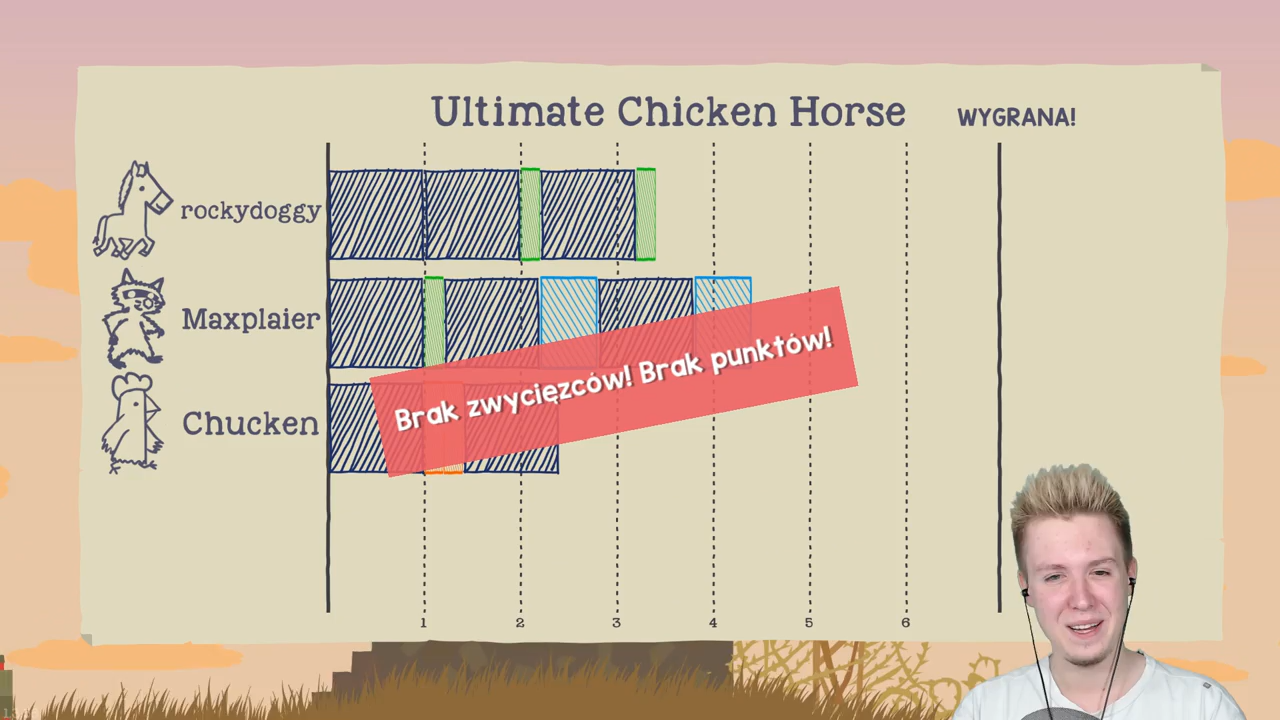 Ultimate Chicken Horse
WYGRANA!
rockydoggy
Maxplaier
Chucken
Brak zwycięzców! Brak punktów!
1 2 3 4 5 6